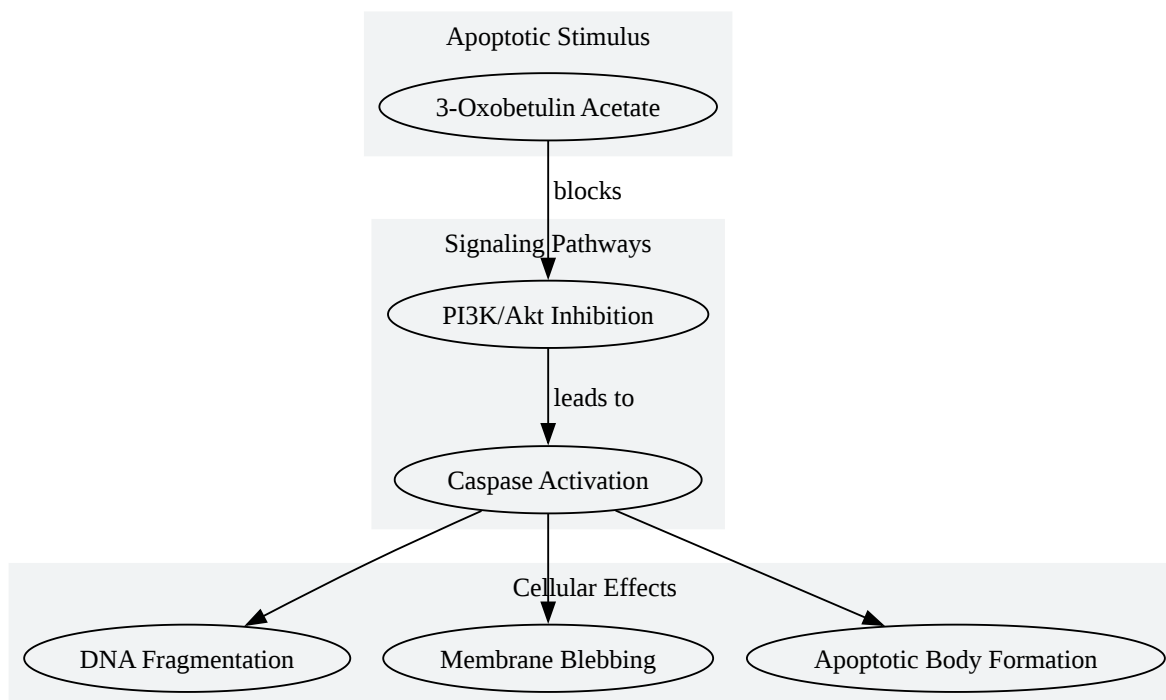 Apoptotic Stimulus
3-Oxobetulin Acetate
blocks
Signaling Pathways
PI3K/Akt Inhibition
leads to
Caspase Activation
Cellular Effects
DNA Fragmentation
Membrane Blebbing
Apoptotic Body Formation